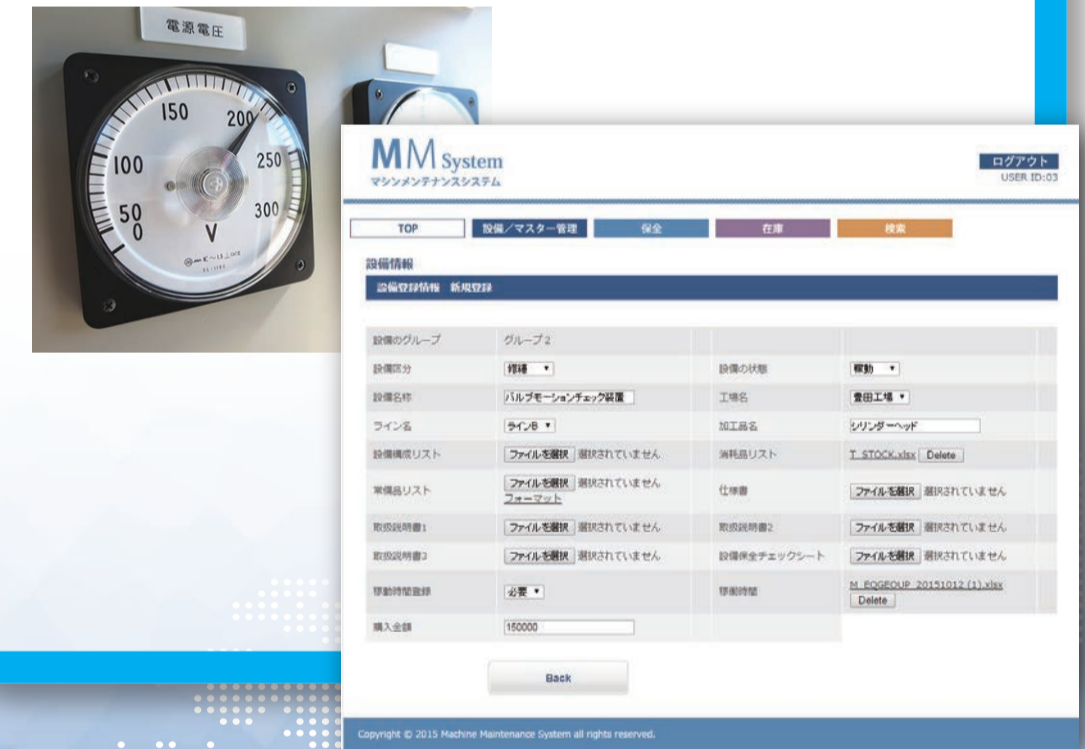 電源電圧
150
200
100
250
50
300
0
V
MM System
マシンメンテナンスシステム
ログアウト
USER ID:03
TOP 設備/マスター管理 保全 在庫 検索
設備情報
設備登録情報 新規登録
設備のグループ グループ2
設備区分 修繕 設備の状態 稼動
設備名称 バルブモーションチェック装置 工場名 豊田工場
ライン名 ラインB 加工品名 シリンダーヘッド
設備構成リスト ファイルを選択 選択されていません 消耗品リスト T_STOCK.xlsx Delete
常備品リスト ファイルを選択 選択されていません
フォーマット
仕様書 ファイルを選択 選択されていません
取扱説明書1 ファイルを選択 選択されていません 取扱説明書2 ファイルを選択 選択されていません
取扱説明書3 ファイルを選択 選択されていません 設備保全チェックシート ファイルを選択 選択されていません
稼動時間登録 必要 稼働時間 M_EQGEOUP_20151012 (1).xlsx
Delete
購入金額 150000
Back
Copyright © 2015 Machine Maintenance System all rights reserved.